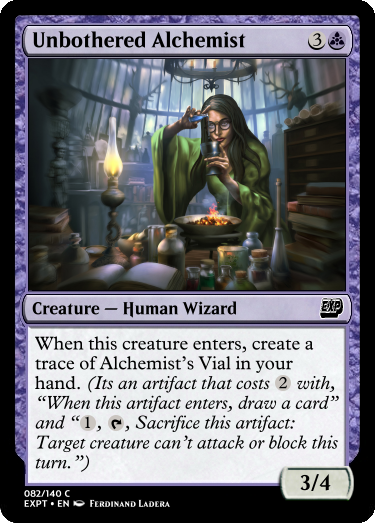 Unbothered Alchemist 3
Creature — Human Wizard
EXP
When this creature enters, create a
trace of Alchemist's Vial in your
hand. (Its an artifact that costs 2 with,
“When this artifact enters, draw a card”
and “1, , Sacrifice this artifact:
Target creature can't attack or block this
turn.”)
3/4
082/140 C
EXPT • EN Ferdinand Ladera